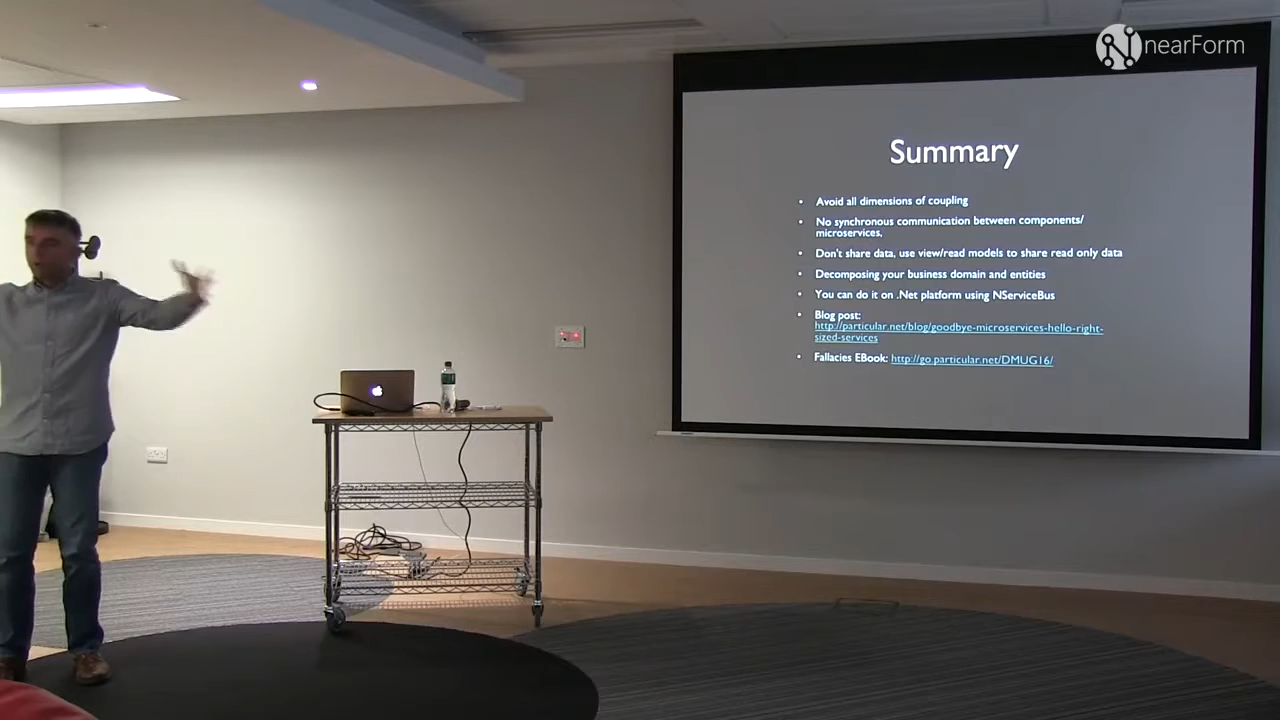 nearForm
Summary
• Avoid all dimensions of coupling
• No synchronous communication between components/
microservices,
• Don't share data, use view/read models to share read only data
• Decomposing your business domain and entities
• You can do it on .Net platform using NServiceBus
• Blog post:
http://particular.net/blog/goodbye-microservices-hello-right-
sized-services
• Fallacies EBook: http://go.particular.net/DMUG16/